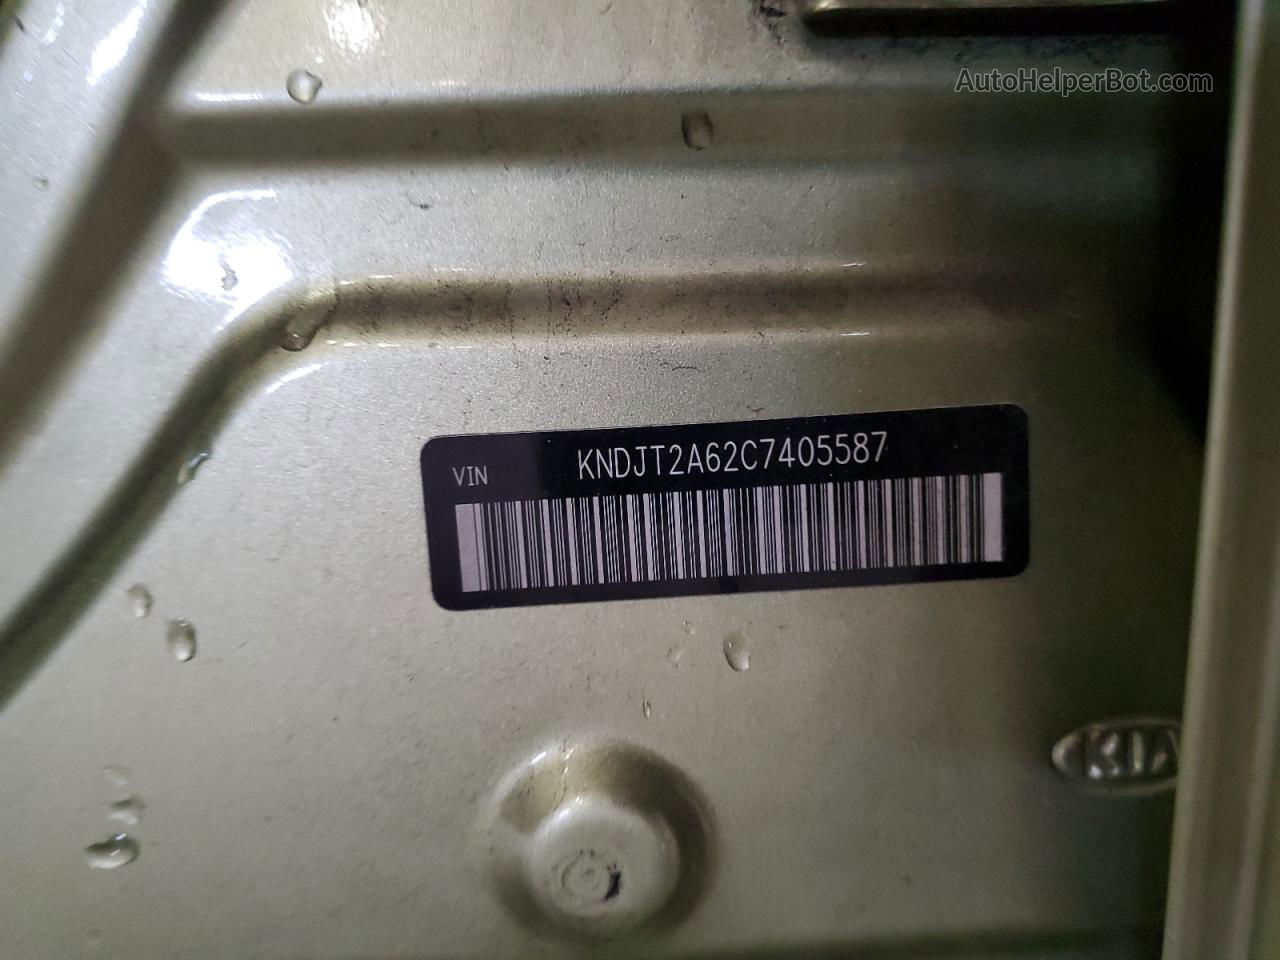 AutoHelperBot.com
VIN KNDJT2A62C7405587
KIA